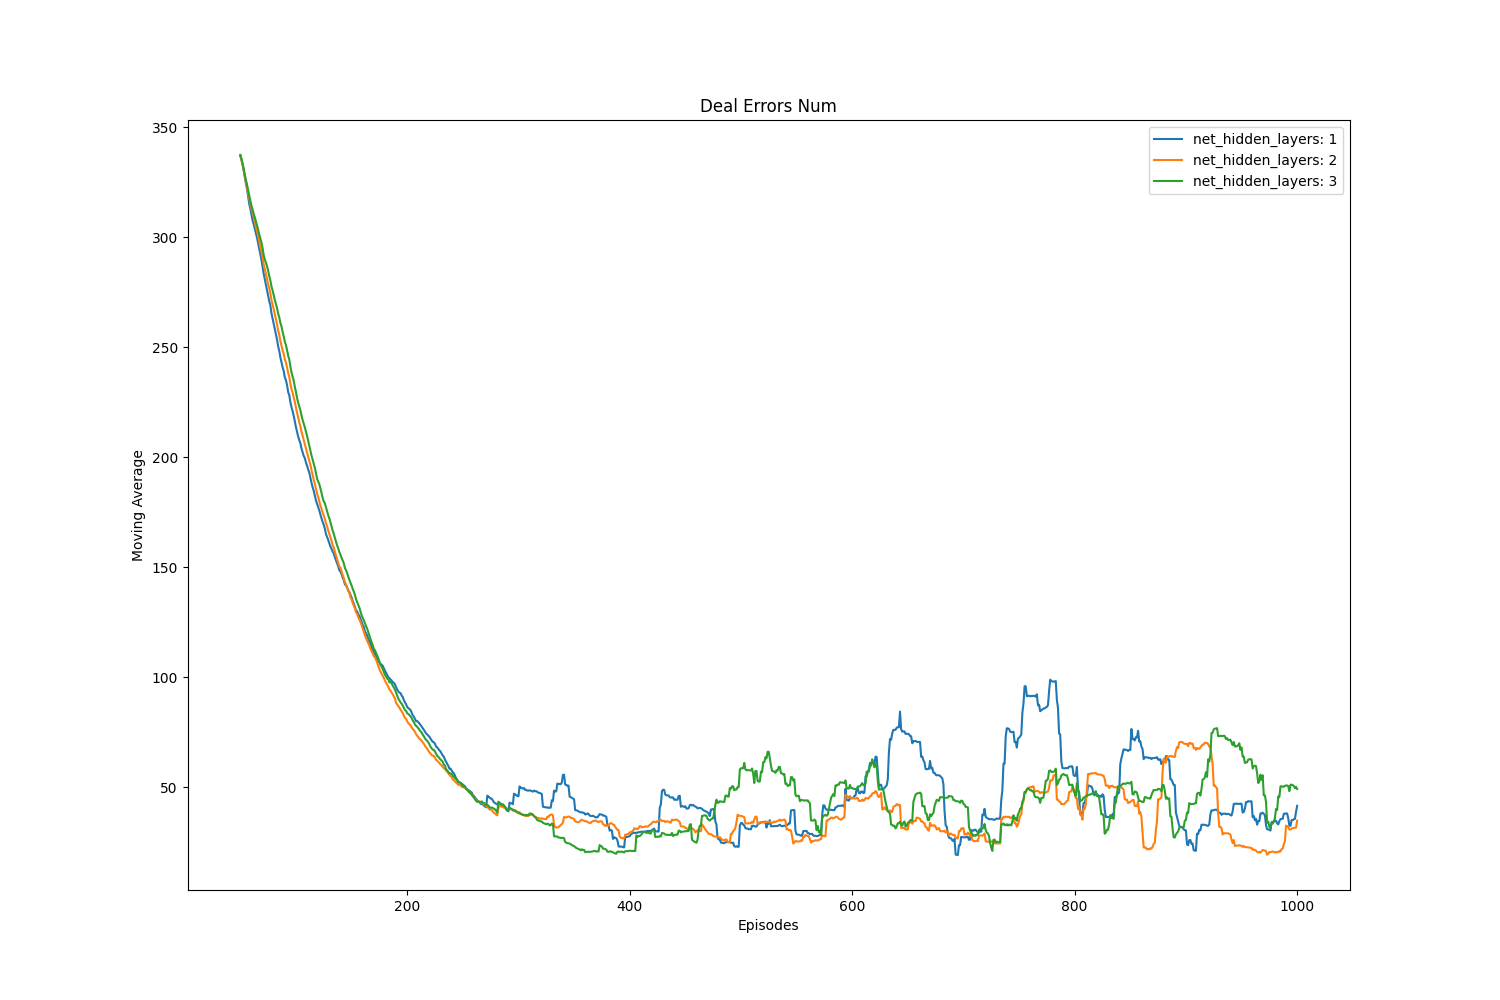 Deal Errors Num
net_hidden_layers: 1
net_hidden_layers: 2
net_hidden_layers: 3
350
300
250
200
150
100
50
Moving Average
200
400
600
800
1000
Episodes